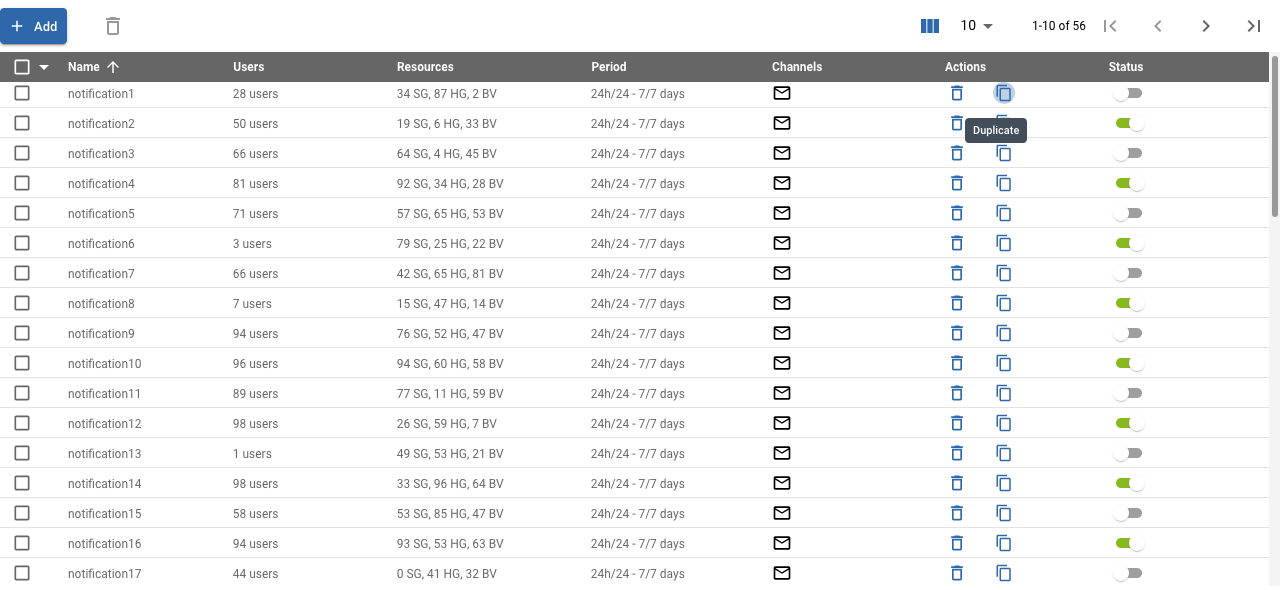 Add 10 1-10 of 56
Name Users Resources Period Channels Actions Status
notification1 28 users 34 SG, 87 HG, 2 BV 24h/24 - 7/7 days
notification2 50 users 19 SG, 6 HG, 33 BV 24h/24 - 7/7 days
Duplicate
notification3 66 users 64 SG, 4 HG, 45 BV 24h/24 - 7/7 days
notification4 81 users 92 SG, 34 HG, 28 BV 24h/24 - 7/7 days
notification5 71 users 57 SG, 65 HG, 53 BV 24h/24 - 7/7 days
notification6 3 users 79 SG, 25 HG, 22 BV 24h/24 - 7/7 days
notification7 66 users 42 SG, 65 HG, 81 BV 24h/24 - 7/7 days
notification8 7 users 15 SG, 47 HG, 14 BV 24h/24 - 7/7 days
notification9 94 users 76 SG, 52 HG, 47 BV 24h/24 - 7/7 days
notification10 96 users 94 SG, 60 HG, 58 BV 24h/24 - 7/7 days
notification11 89 users 77 SG, 11 HG, 59 BV 24h/24 - 7/7 days
notification12 98 users 26 SG, 59 HG, 7 BV 24h/24 - 7/7 days
notification13 1 users 49 SG, 53 HG, 21 BV 24h/24 - 7/7 days
notification14 98 users 33 SG, 96 HG, 64 BV 24h/24 - 7/7 days
notification15 58 users 53 SG, 85 HG, 47 BV 24h/24 - 7/7 days
notification16 94 users 93 SG, 53 HG, 63 BV 24h/24 - 7/7 days
notification17 44 users 0 SG, 41 HG, 32 BV 24h/24 - 7/7 days